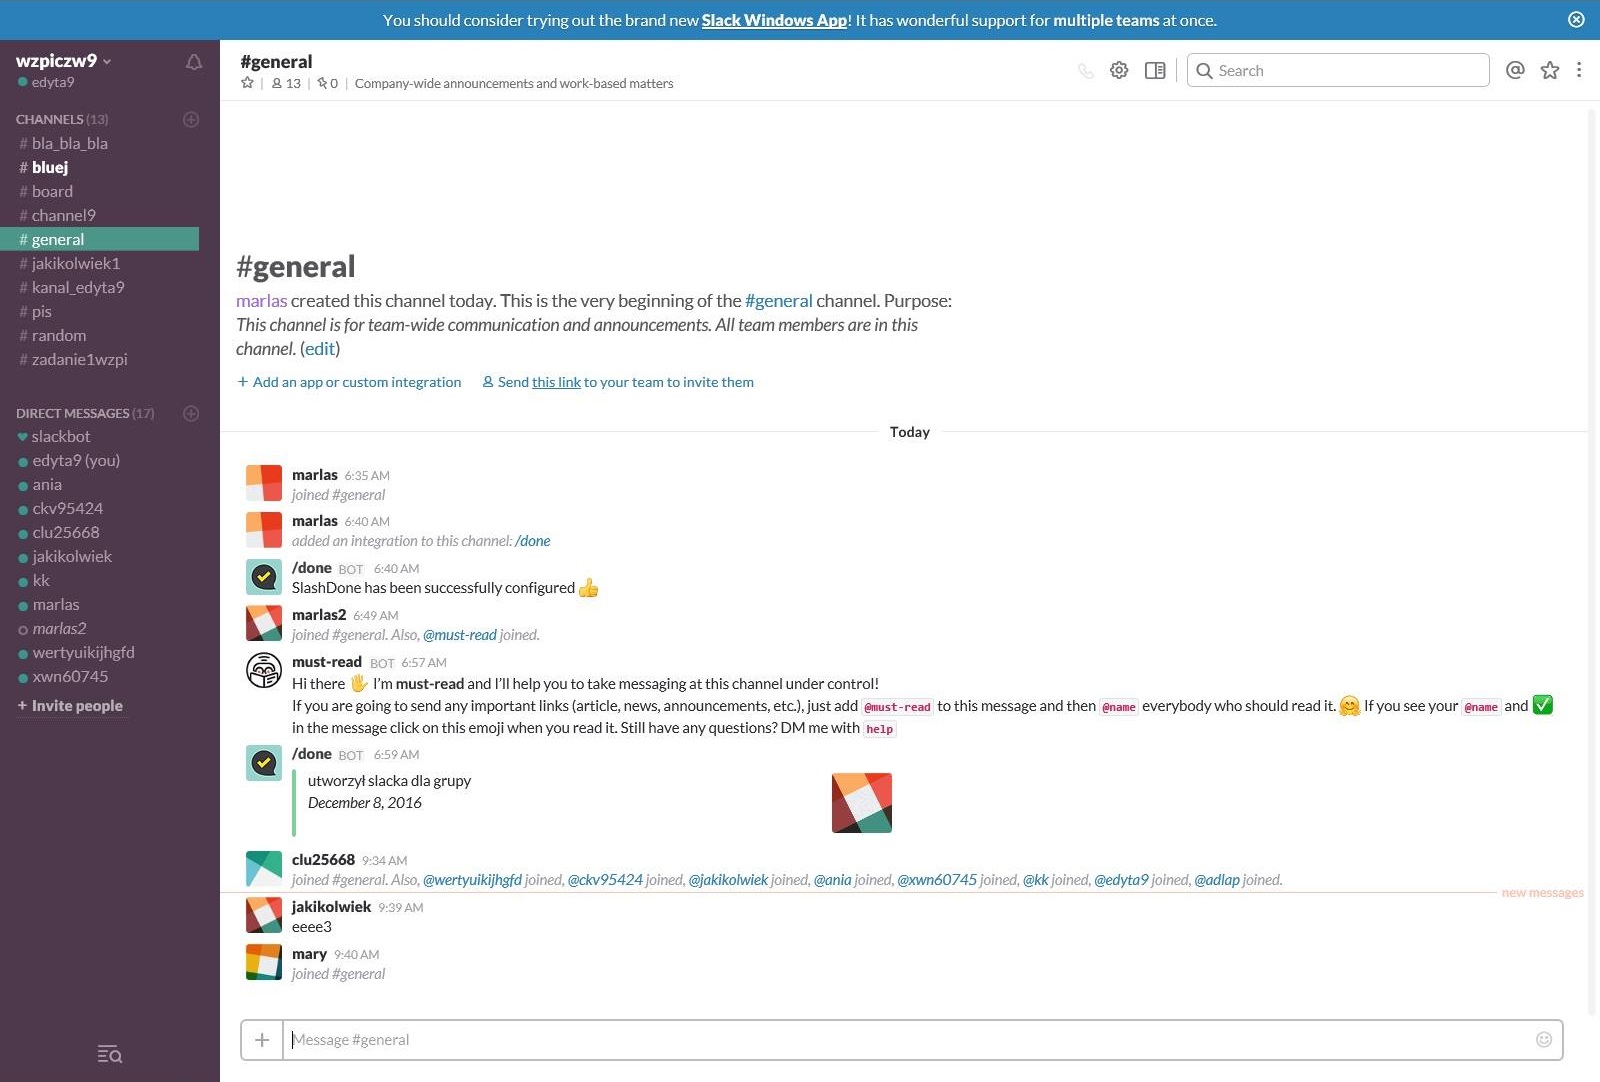 You should consider trying out the brand new Slack Windows App! It has wonderful support for multiple teams at once.
wzpiczw9
edyta9
CHANNELS (13)
# bla_bla_bla
# bluej
# board
# channel9
# general
# jakikolwiek1
# kanal_edyta9
# pis
# random
# zadanie1wzpi
DIRECT MESSAGES (17)
slackbot
edyta9 (you)
ania
ckv95424
clu25668
jakikolwiek
kk
marlas
marlas2
wertyuikijhgfd
xwn60745
+ Invite people
#general
| 13 | 0 | Company-wide announcements and work-based matters
Search
#general
marlas created this channel today. This is the very beginning of the #general channel. Purpose:
This channel is for team-wide communication and announcements. All team members are in this
channel. (edit)
+ Add an app or custom integration Send this link to your team to invite them
Today
marlas 6:35 AM
joined #general
marlas 6:40 AM
added an integration to this channel: /done
/done BOT 6:40 AM
SlashDone has been successfully configured 👍
marlas2 6:49 AM
joined #general. Also, @must-read joined.
must-read BOT 6:57 AM
Hi there 🖐 I'm must-read and I'll help you to take messaging at this channel under control!
If you are going to send any important links (article, news, announcements, etc.), just add @must-read to this message and then @name everybody who should read it. 🤗 If you see your @name and ✅
in the message click on this emoji when you read it. Still have any questions? DM me with help
/done BOT 6:59 AM
utworzył slacka dla grupy
December 8, 2016
clu25668 9:34 AM
joined #general. Also, @wertyuikijhgfd joined, @ckv95424 joined, @jakikolwiek joined, @ania joined, @xwn60745 joined, @kk joined, @edyta9 joined, @adlap joined.
new messages
jakikolwiek 9:39 AM
eeee3
mary 9:40 AM
joined #general
+ Message #general